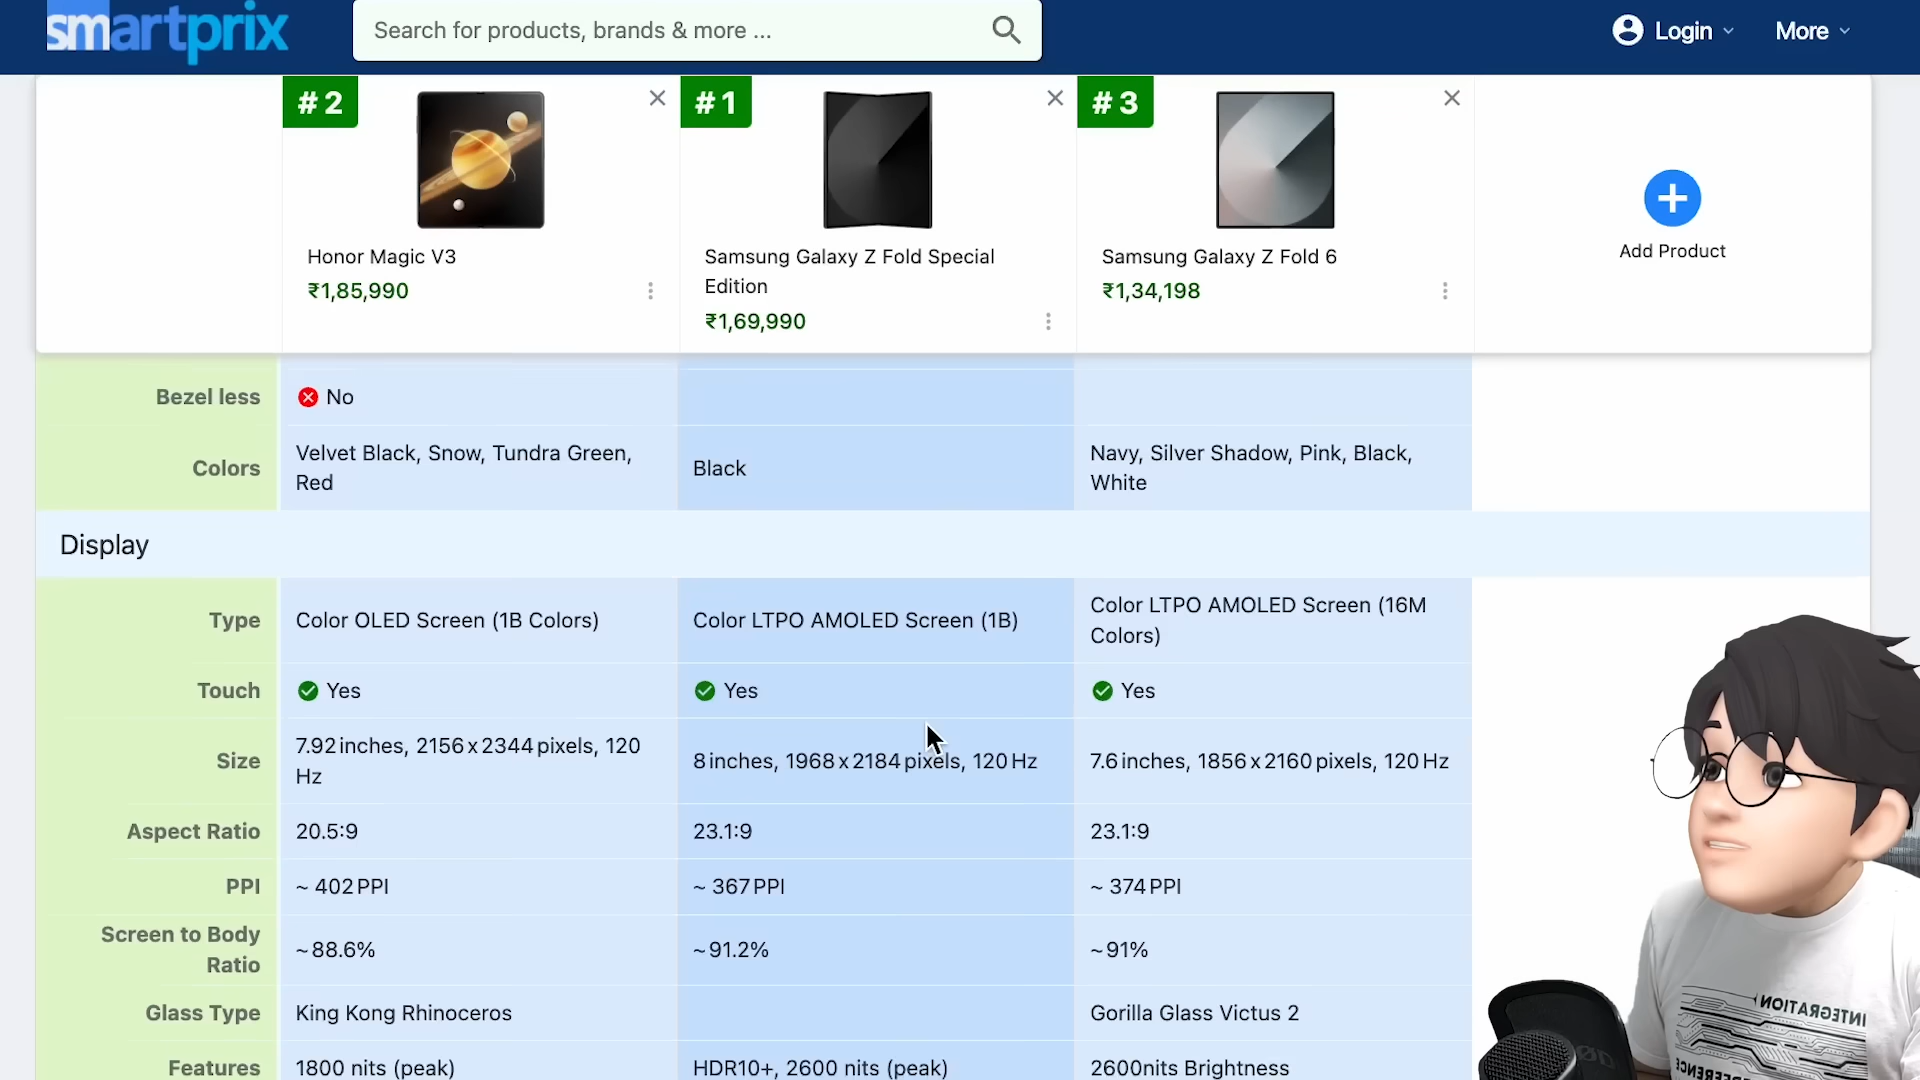 smartprix
Search for products, brands & more ...
Login
More
#2
#1
#3
Honor Magic V3
₹1,85,990
Samsung Galaxy Z Fold Special
Edition
₹1,69,990
Samsung Galaxy Z Fold 6
₹1,34,198
Add Product
Bezel less
No
Colors
Velvet Black, Snow, Tundra Green,
Red
Black
Navy, Silver Shadow, Pink, Black,
White
Display
Type
Color OLED Screen (1B Colors)
Color LTPO AMOLED Screen (1B)
Color LTPO AMOLED Screen (16M
Colors)
Touch
Yes
Yes
Yes
Size
7.92 inches, 2156 x 2344 pixels, 120
Hz
8 inches, 1968 x 2184 pixels, 120 Hz
7.6 inches, 1856 x 2160 pixels, 120 Hz
Aspect Ratio
20.5:9
23.1:9
23.1:9
PPI
~ 402 PPI
~ 367 PPI
~ 374 PPI
Screen to Body
Ratio
~ 88.6%
~ 91.2%
~ 91%
Glass Type
King Kong Rhinoceros
Gorilla Glass Victus 2
Features
1800 nits (peak)
HDR10+, 2600 nits (peak)
2600nits Brightness
INTEGRATION